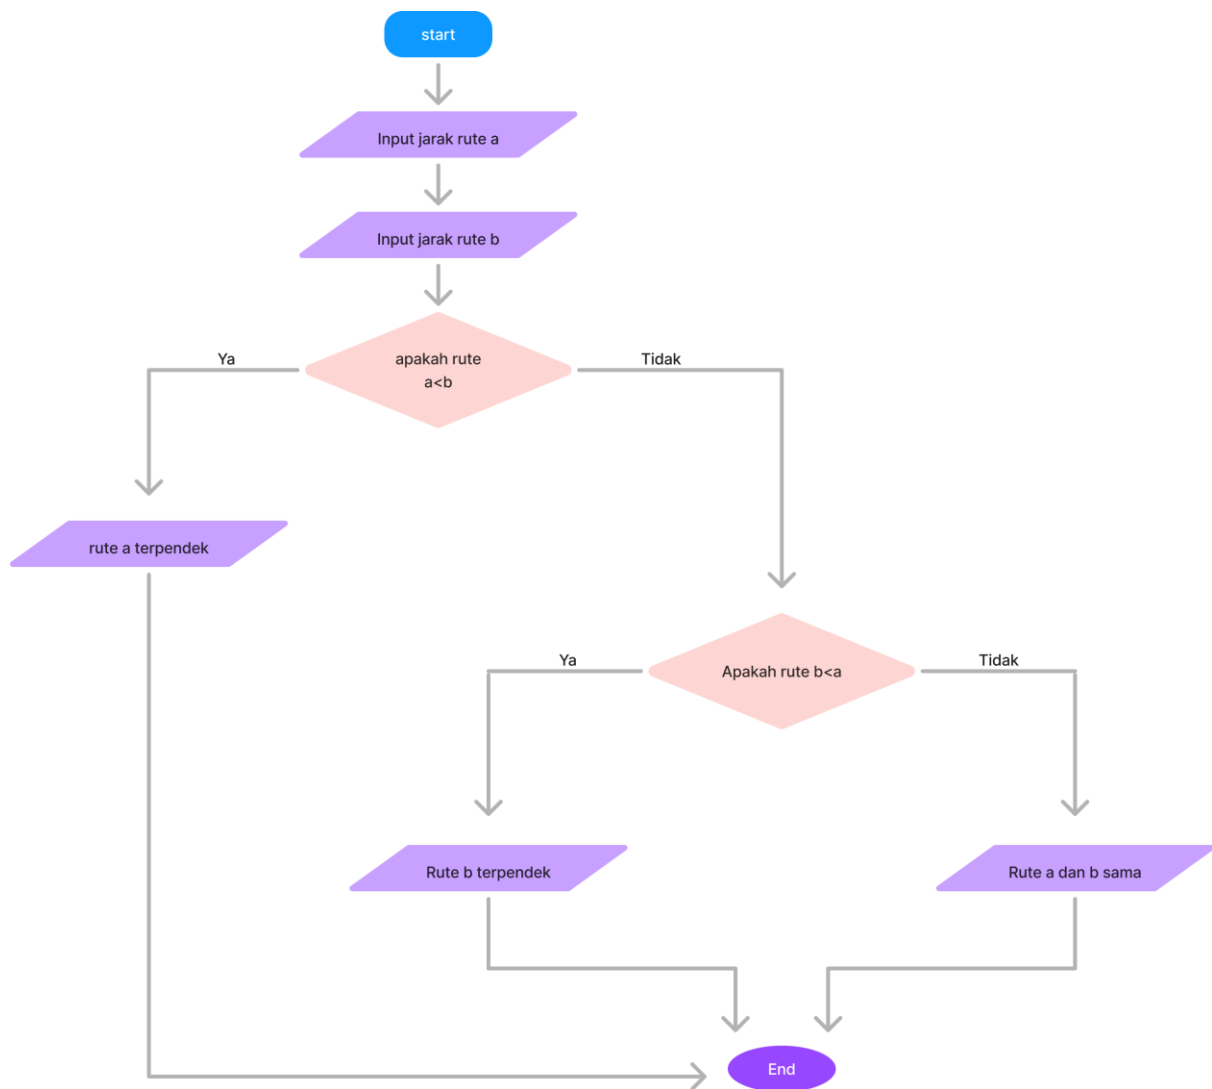 start
Input jarak rute a
Input jarak rute b
apakah rute
a<b
Ya
Tidak
rute a terpendek
Apakah rute b<a
Ya
Tidak
Rute b terpendek
Rute a dan b sama
End